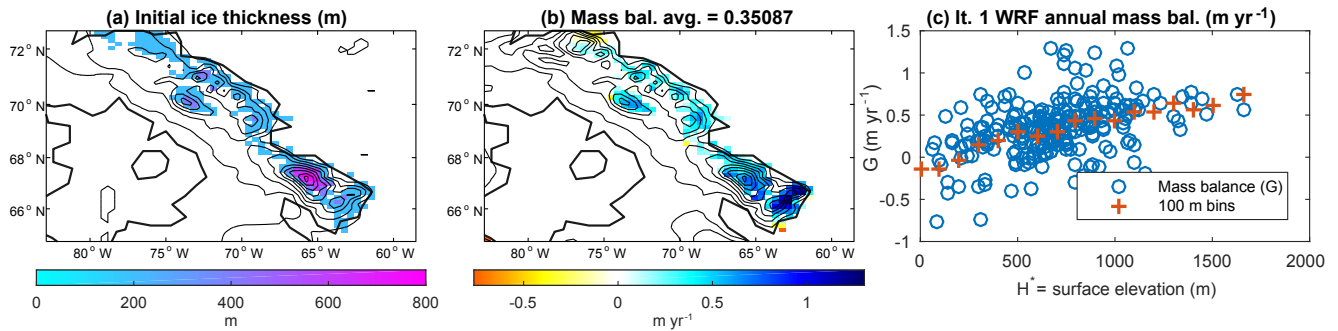 (a) Initial ice thickness (m)
72° N
70° N
68° N
66° N
80° W
75° W
70° W
65° W
60° W
0
200
400
600
800
m
(b) Mass bal. avg. = 0.35087
72° N
70° N
68° N
66° N
80° W
75° W
70° W
65° W
60° W
-0.5
0
0.5
1
m yr⁻¹
(c) It. 1 WRF annual mass bal. (m yr⁻¹)
G (m yr⁻¹)
1.5
1
0.5
0
-0.5
-1
Mass balance (G)
100 m bins
0
500
1000
1500
2000
H* = surface elevation (m)